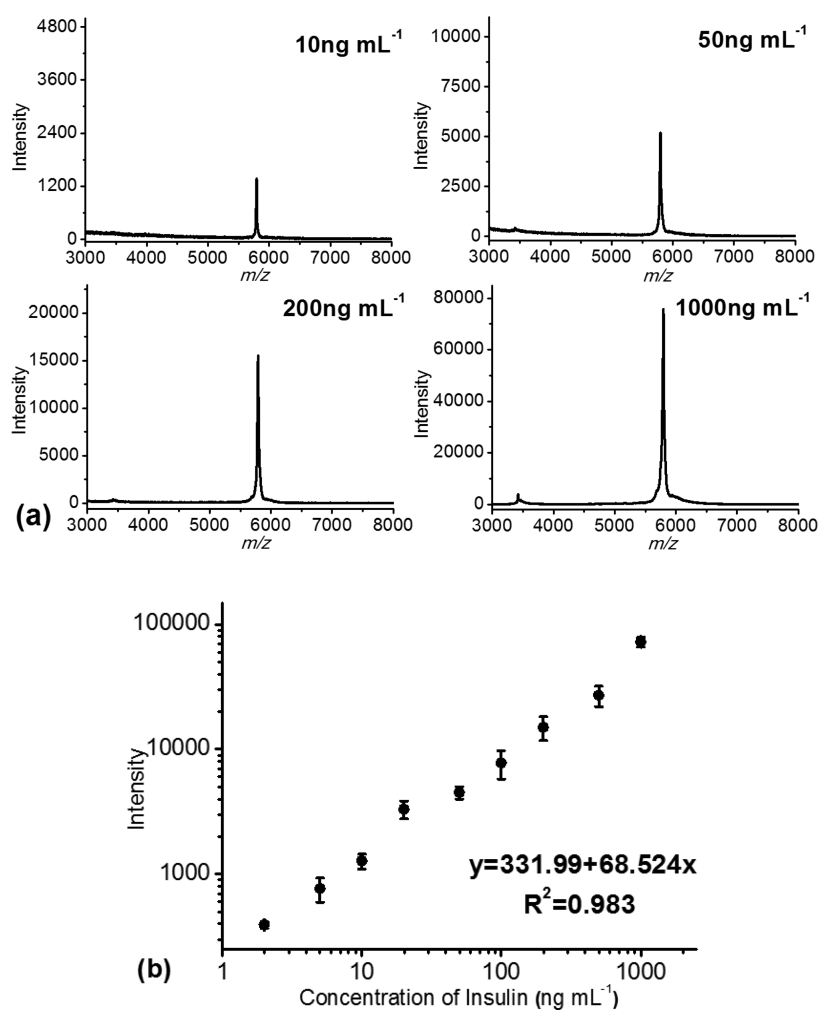 10ng mL⁻¹
Intensity
4800
3600
2400
1200
0
3000 4000 5000 6000 7000 8000
m/z
50ng mL⁻¹
Intensity
10000
7500
5000
2500
0
3000 4000 5000 6000 7000 8000
m/z
200ng mL⁻¹
Intensity
20000
15000
10000
5000
0
3000 4000 5000 6000 7000 8000
m/z
1000ng mL⁻¹
Intensity
80000
60000
40000
20000
0
3000 4000 5000 6000 7000 8000
m/z
(a)
Intensity
100000
10000
1000
y=331.99+68.524x
R²=0.983
1 10 100 1000
Concentration of Insulin (ng mL⁻¹)
(b)